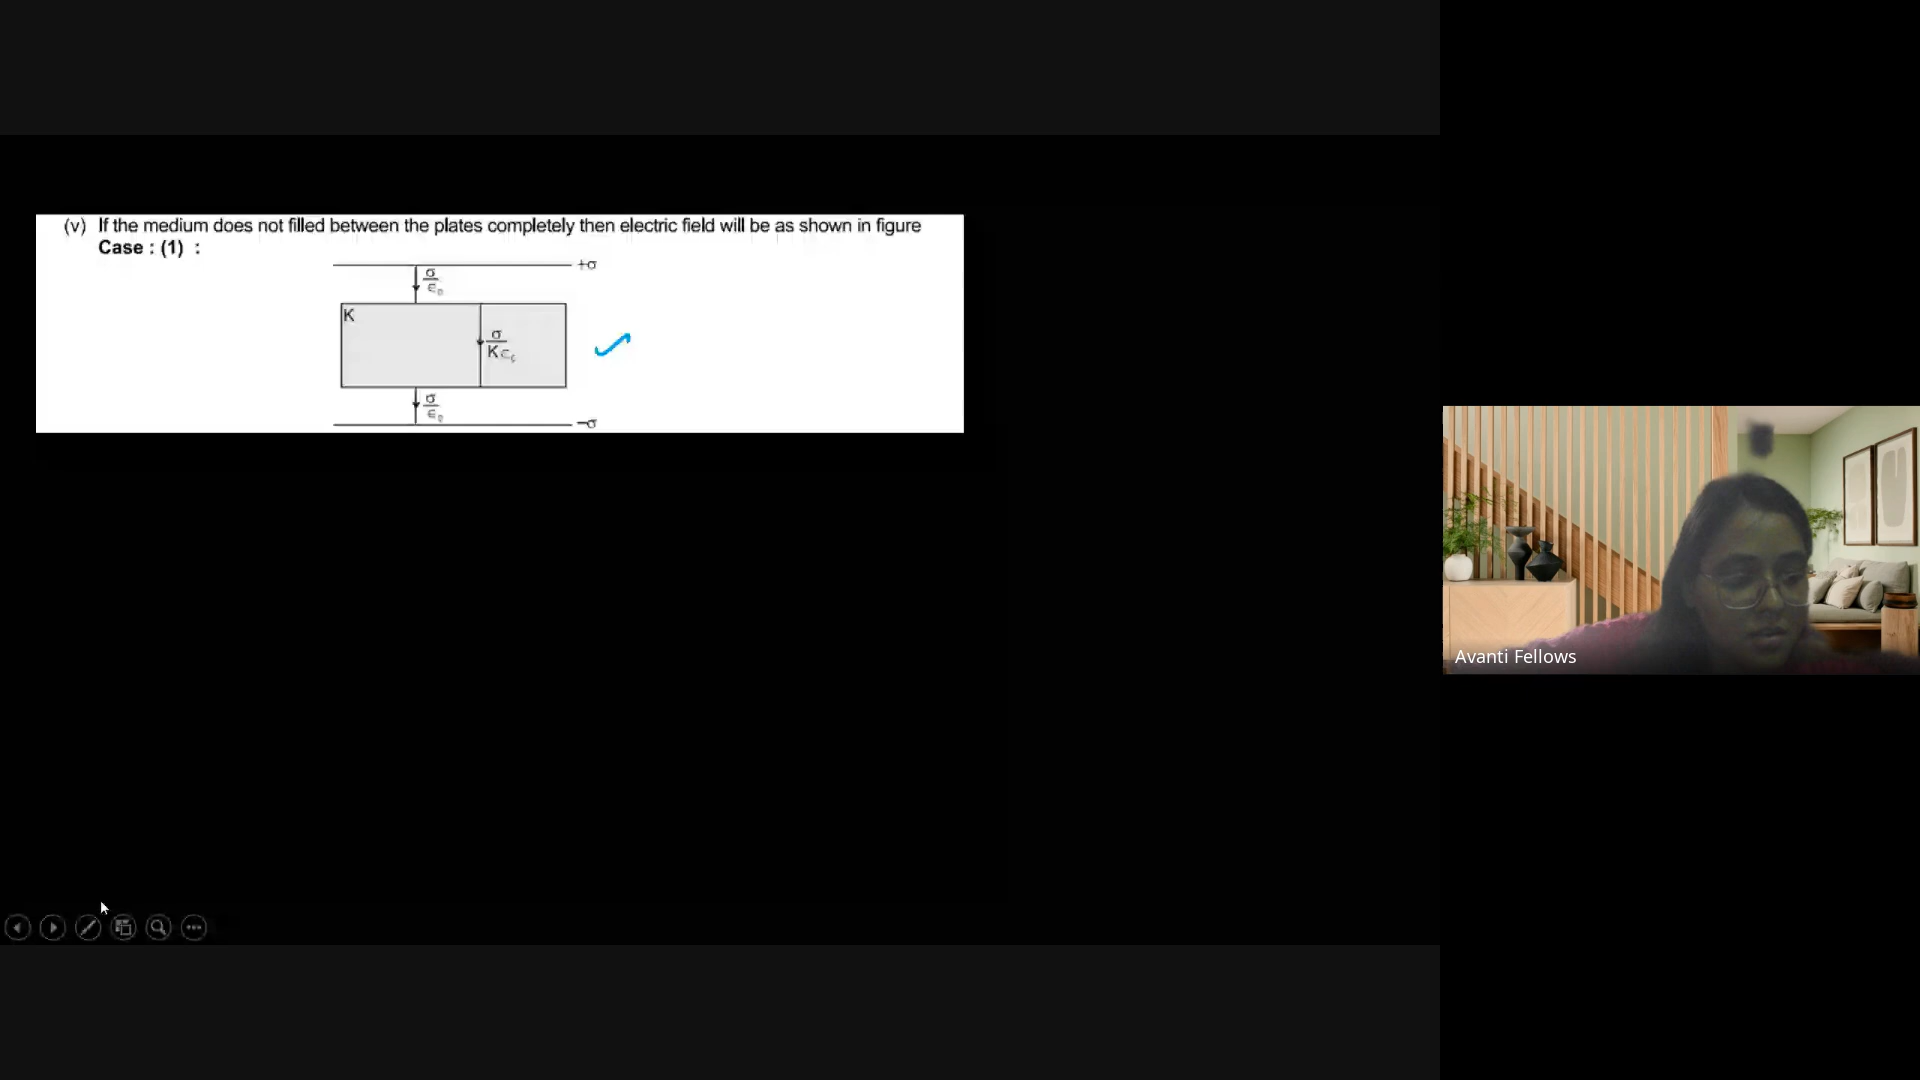 (v) If the medium does not filled between the plates completely then electric field will be as shown in figure
Case : (1) :
+σ
σ/ε₀
K
σ/Kε₀
σ/ε₀
−σ
Avanti Fellows